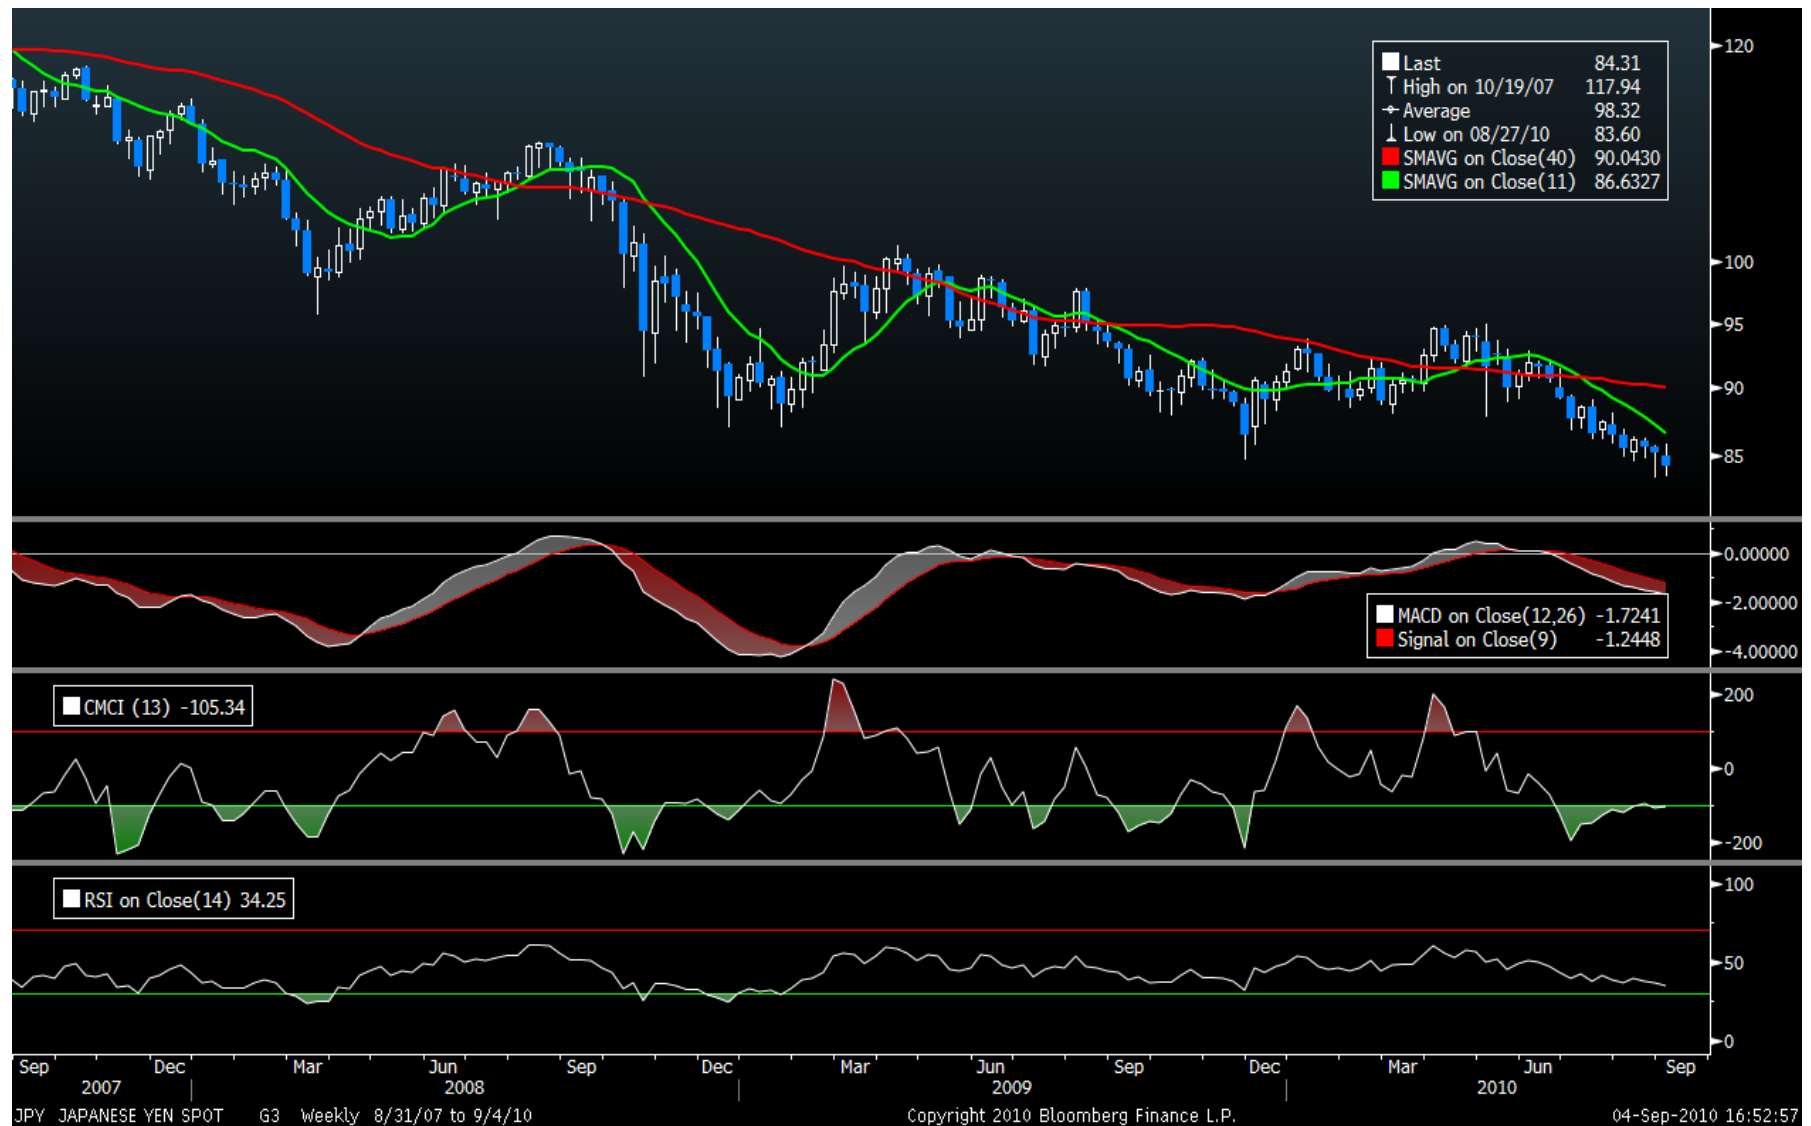 120
Last 84.31
High on 10/19/07 117.94
Average 98.32
Low on 08/27/10 83.60
SMAVG on Close(40) 90.0430
SMAVG on Close(11) 86.6327
100
95
90
85
0.00000
-2.00000
MACD on Close(12,26) -1.7241
Signal on Close(9) -1.2448
-4.00000
CMCI (13) -105.34
200
0
-200
RSI on Close(14) 34.25
100
50
0
Sep Dec Mar Jun Sep Dec Mar Jun Sep Dec Mar Jun Sep
2007 2008 2009 2010
JPY JAPANESE YEN SPOT G3 Weekly 8/31/07 to 9/4/10 Copyright 2010 Bloomberg Finance L.P. 04-Sep-2010 16:52:57